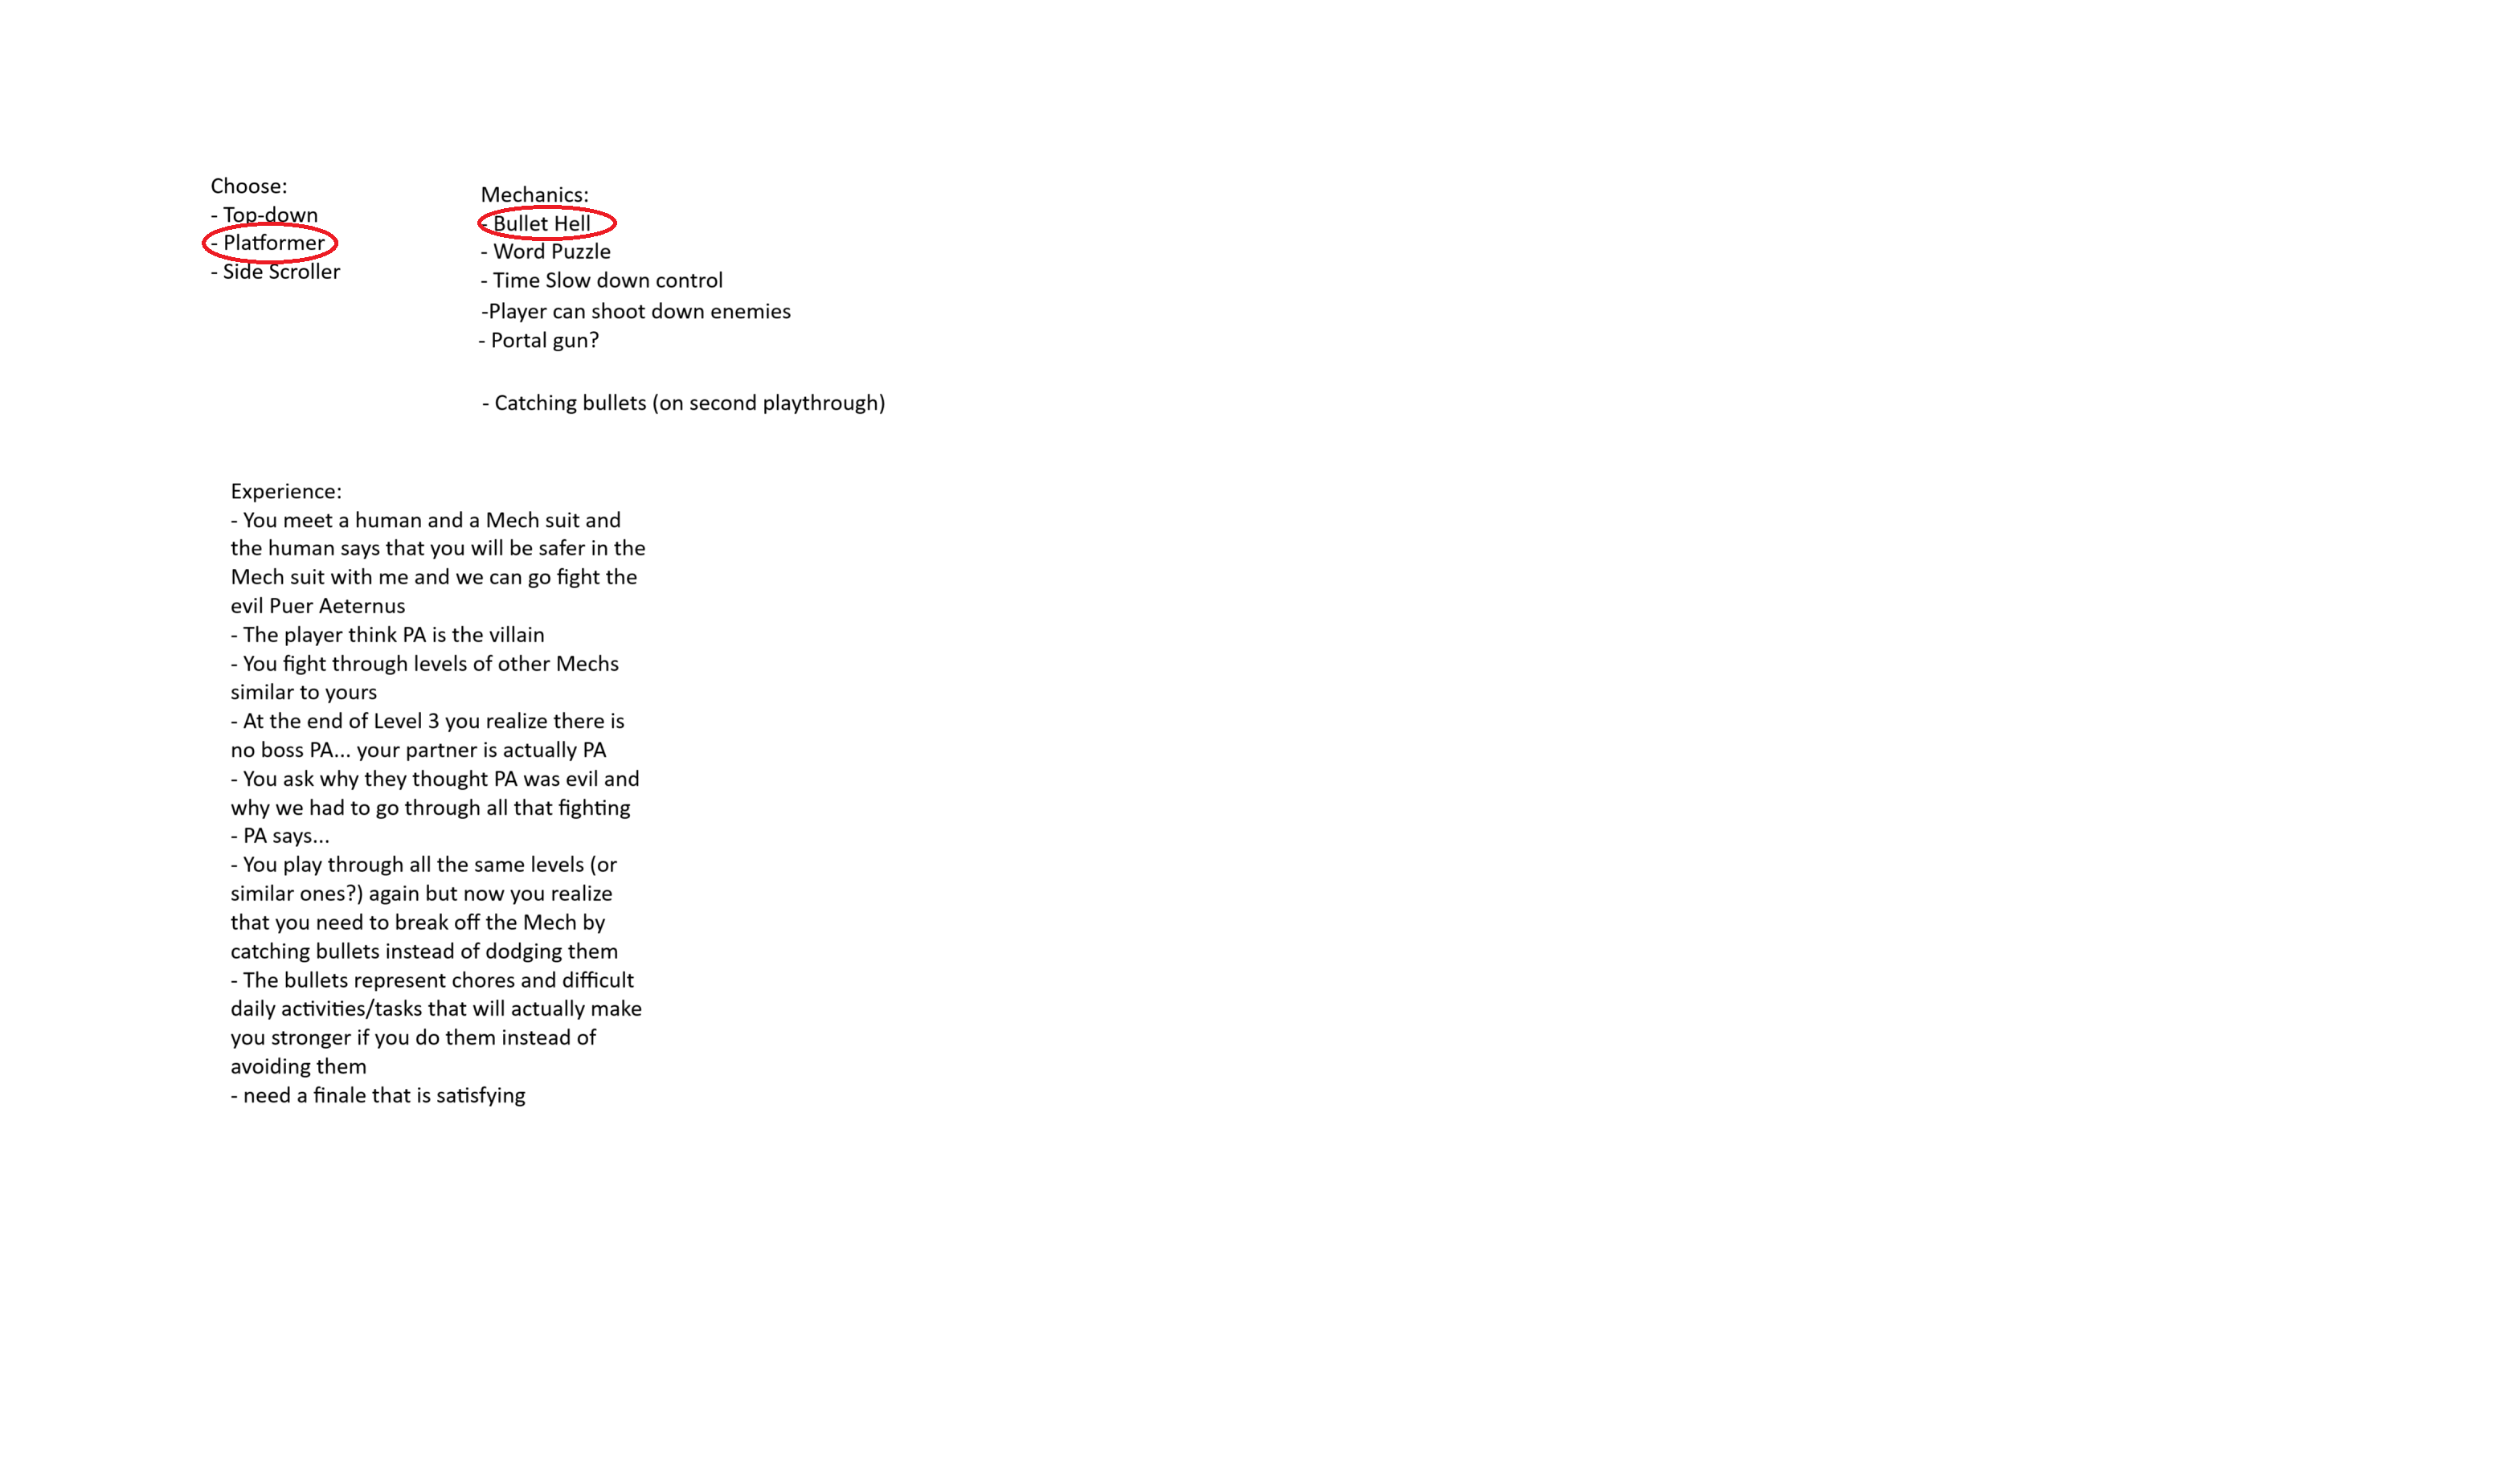 Choose:
- Top-down
- Platformer
- Side Scroller
Mechanics:
- Bullet Hell
- Word Puzzle
- Time Slow down control
-Player can shoot down enemies
- Portal gun?
- Catching bullets (on second playthrough)
Experience:
- You meet a human and a Mech suit and
the human says that you will be safer in the
Mech suit with me and we can go fight the
evil Puer Aeternus
- The player think PA is the villain
- You fight through levels of other Mechs
similar to yours
- At the end of Level 3 you realize there is
no boss PA... your partner is actually PA
- You ask why they thought PA was evil and
why we had to go through all that fighting
- PA says...
- You play through all the same levels (or
similar ones?) again but now you realize
that you need to break off the Mech by
catching bullets instead of dodging them
- The bullets represent chores and difficult
daily activities/tasks that will actually make
you stronger if you do them instead of
avoiding them
- need a finale that is satisfying